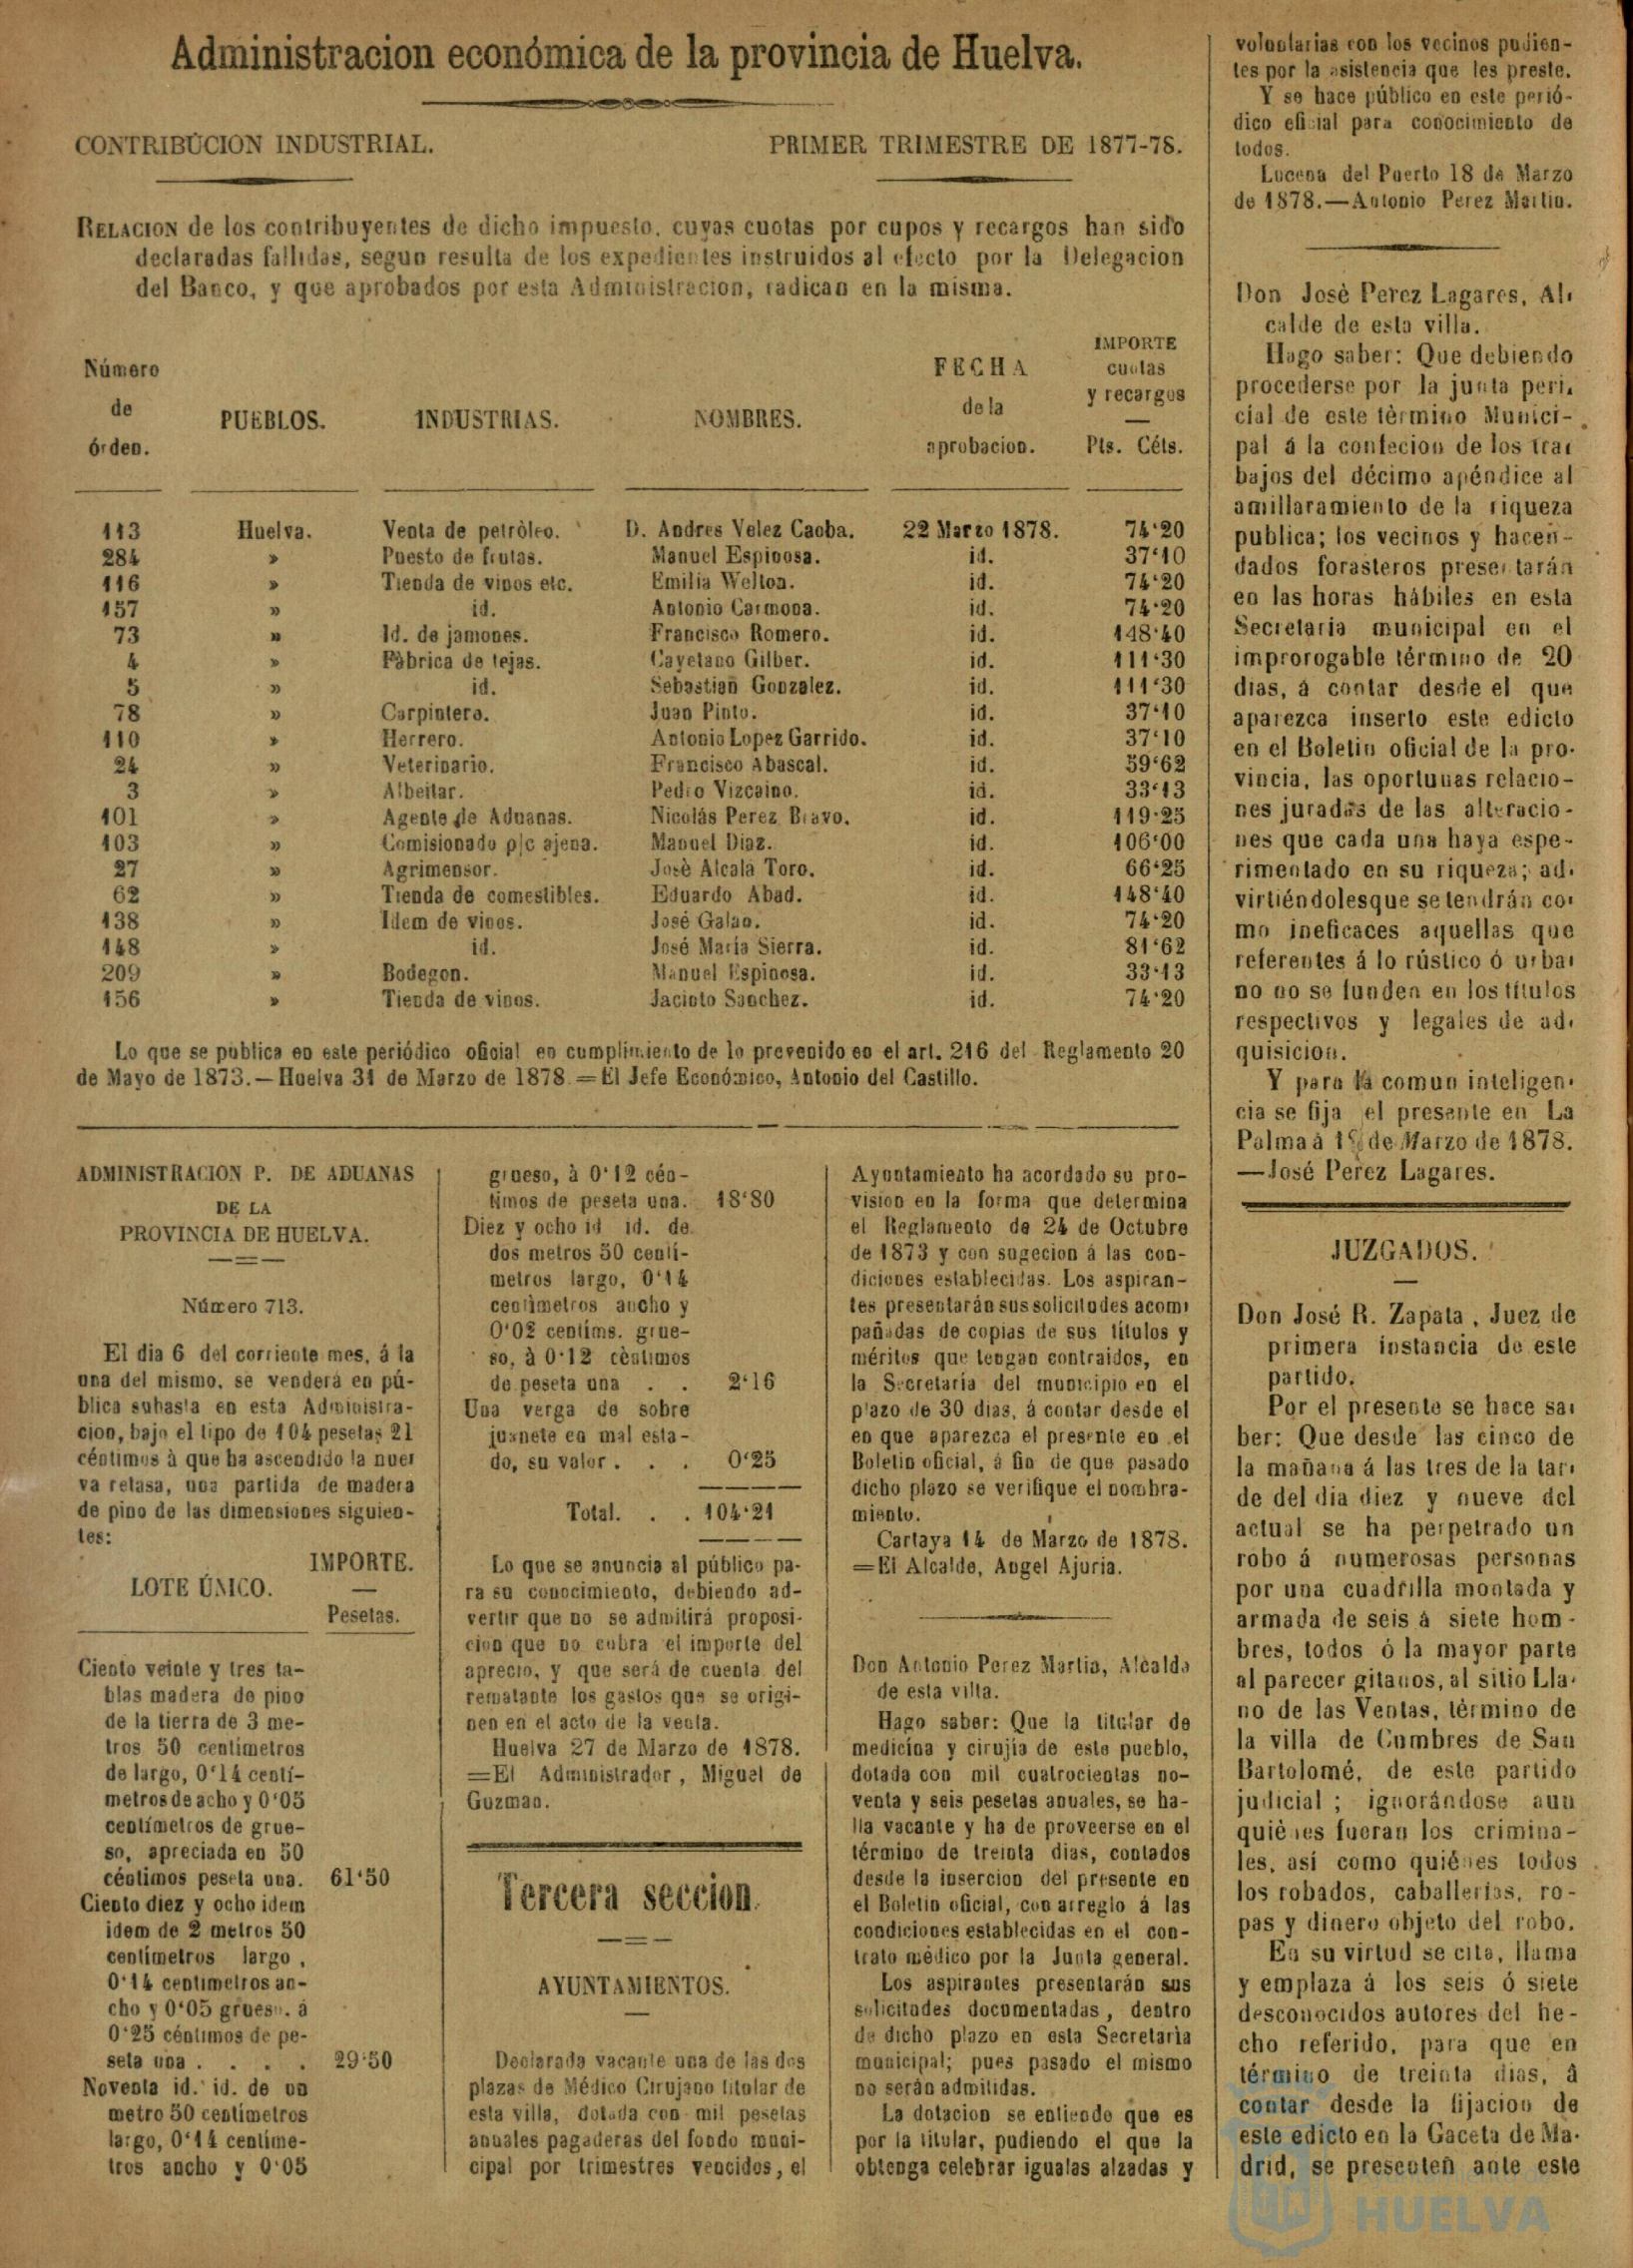 Administracion económica de la provincia de Huelva.
CONTRIBUCION INDUSTRIAL.
PRIMER TRIMESTRE DE 1877-78.
RELACION de los contribuyentes de dicho impuesto, cuyas cuotas por cupos y recargos han sido
declaradas fallidas, segun resulta de los expedientes instruidos al efecto por la Delegacion
del Banco, y que aprobados por esta Administracion, radican en la misma.
Número de órden. PUEBLOS. INDUSTRIAS. NOMBRES. FECHA de la aprobacion. IMPORTE cuotas y recargos Pts. Céts.
113 Huelva. Venta de petròleo. D. Andres Velez Caoba. 22 Marzo 1878. 74'20
284 » Puesto de frutas. Manuel Espinosa. id. 37'10
116 » Tienda de vinos etc. Emilia Welton. id. 74'20
157 » id. Antonio Carmona. id. 74'20
73 » Id. de jamones. Francisco Romero. id. 148'40
4 » Fàbrica de tejas. Cayetano Gilber. id. 111'30
5 » id. Sebastian Gonzalez. id. 111'30
78 » Carpintero. Juan Pinto. id. 37'10
110 » Herrero. Antonio Lopez Garrido. id. 37'10
24 » Veterinario. Francisco Abascal. id. 59'62
3 » Albeitar. Pedro Vizcaino. id. 33'13
101 » Agente de Aduanas. Nicolás Perez Bravo. id. 119'25
103 » Comisionado p/c ajena. Manuel Diaz. id. 106'00
27 » Agrimensor. Josè Alcalà Toro. id. 66'25
62 » Tienda de comestibles. Eduardo Abad. id. 148'40
138 » Idem de vinos. José Galan. id. 74'20
148 » id. José María Sierra. id. 81'62
209 » Bodegon. Manuel Espinosa. id. 33'13
156 » Tienda de vinos. Jacinto Sanchez. id. 74'20
Lo que se publica en este periódico oficial en cumplimiento de lo prevenido en el art. 216 del Reglamento 20
de Mayo de 1873.—Huelva 31 de Marzo de 1878.=El Jefe Económico, Antonio del Castillo.
ADMINISTRACION P. DE ADUANAS
DE LA
PROVINCIA DE HUELVA.
Número 713.
El dia 6 del corriente mes, á la
una del mismo, se venderá en pú-
blica subasta en esta Administra-
cion, bajo el tipo de 104 pesetas 21
céntimos à que ha ascendido la nue-
va retasa, una partida de madera
de pino de las dimensiones siguien-
tes:
LOTE ÚNICO.
IMPORTE.
Pesetas.
Ciento veinte y tres ta-
blas madera de pino
de la tierra de 3 me-
tros 50 centimetros
de largo, 0'14 centí-
metros de acho y 0'05
centímetros de grue-
so, apreciada en 50
céntimos peseta una. 61'50
Ciento diez y ocho idem
idem de 2 metros 50
centímetros largo,
0'14 centimetros an-
cho y 0'05 grueso. á
0'25 céntimos de pe-
seta una . . . . 29'50
Noventa id. id. de un
metro 50 centímetros
largo, 0'14 centime-
tros ancho y 0'05
grueso, à 0'12 cén-
timos de peseta una. 18'80
Diez y ocho id id. de
dos metros 50 centi-
metros largo, 0'14
centimetros ancho y
0'02 centims. grue-
so, à 0'12 cèntimos
de peseta una . . 2'16
Una verga de sobre
juanete en mal esta-
do, su valor . . . 0'25
Total. . . 104'21
Lo que se anuncia al público pa-
ra su conocimiento, debiendo ad-
vertir que no se admitirá proposi-
cion que no cubra el importe del
aprecio, y que será de cuenta del
rematante los gastos que se origi-
nen en el acto de la venta.
Huelva 27 de Marzo de 1878.
=El Administrador, Miguel de
Guzman.
Tercera seccion.
AYUNTAMIENTOS.
Declarada vacante una de las dos
plazas de Médico Cirujano titular de
esta villa, dotada con mil pesetas
anuales pagaderas del fondo muni-
cipal por trimestres vencidos, el
Ayuntamiento ha acordado su pro-
vision en la forma que determina
el Reglamento de 24 de Octubre
de 1873 y con sugecion á las con-
diciones establecidas. Los aspiran-
tes presentarán sus solicitudes acom-
pañadas de copias de sus títulos y
méritos que tengan contraidos, en
la Secretaría del municipio en el
plazo de 30 dias, á contar desde el
en que aparezca el presente en el
Boletin oficial, á fin de que pasado
dicho plazo se verifique el nombra-
miento.
Cartaya 14 de Marzo de 1878.
=El Alcalde, Angel Ajuria.
Don Antonio Perez Martin, Alcalde
de esta villa.
Hago saber: Que la titular de
medicina y cirujia de este pueblo,
dotada con mil cuatrocientas no-
venta y seis pesetas anuales, se ha-
lla vacante y ha de proveerse en el
término de treinta dias, contados
desde la insercion del presente en
el Boletin oficial, con arreglo á las
condiciones establecidas en el con-
trato médico por la Junta general.
Los aspirantes presentarán sus
solicitudes documentadas, dentro
de dicho plazo en esta Secretaria
municipal; pues pasado el mismo
no serán admitidas.
La dotacion se entiende que es
por la titular, pudiendo el que la
obtenga celebrar igualas alzadas y
voluntarias con los vecinos pudien-
tes por la asistencia que les preste.
Y se hace público en este perió-
dico oficial para conocimiento de
todos.
Lucena del Puerto 18 de Marzo
de 1878.—Antonio Perez Martin.
Don Josè Perez Lagares, Al-
calde de esta villa.
Hago saber: Que debiendo
procederse por la junta peri-
cial de este tèrmino Munici-
pal á la confecion de los tra-
bajos del décimo apéndice al
amillaramiento de la riqueza
publica; los vecinos y hacen-
dados forasteros presentarán
en las horas hábiles en esta
Secretaria municipal en el
improrogable término de 20
dias, á contar desde el que
aparezca inserto este edicto
en el Boletin oficial de la pro-
vincia, las oportunas relacio-
nes juradas de las alteracio-
nes que cada una haya espe-
rimentado en su riqueza; ad-
virtiéndoles que se tendrán co-
mo ineficaces aquellas que
referentes á lo rústico ó urba-
no no se funden en los títulos
respectivos y legales de ad-
quisicion.
Y para la comun inteligen-
cia se fija el presente en La
Palma á 1º de Marzo de 1878.
—José Perez Lagares.
JUZGADOS.
Don José R. Zapata, Juez de
primera instancia de este
partido.
Por el presente se hace sa-
ber: Que desde las cinco de
la mañana á las tres de la tar-
de del dia diez y nueve del
actual se ha perpetrado un
robo á numerosas personas
por una cuadrilla montada y
armada de seis á siete hom-
bres, todos ó la mayor parte
al parecer gitanos, al sitio Lla-
no de las Ventas, término de
la villa de Cumbres de San
Bartolomé, de este partido
judicial; ignorándose aun
quiénes fueran los crimina-
les, asi como quiénes todos
los robados, caballerias, ro-
pas y dinero objeto del robo.
En su virtud se cita, llama
y emplaza á los seis ó siete
desconocidos autores del he-
cho referido, para que en
término de treinta dias, á
contar desde la fijacion de
este edicto en la Gaceta de Ma-
drid, se presenten ante este
HUELVA